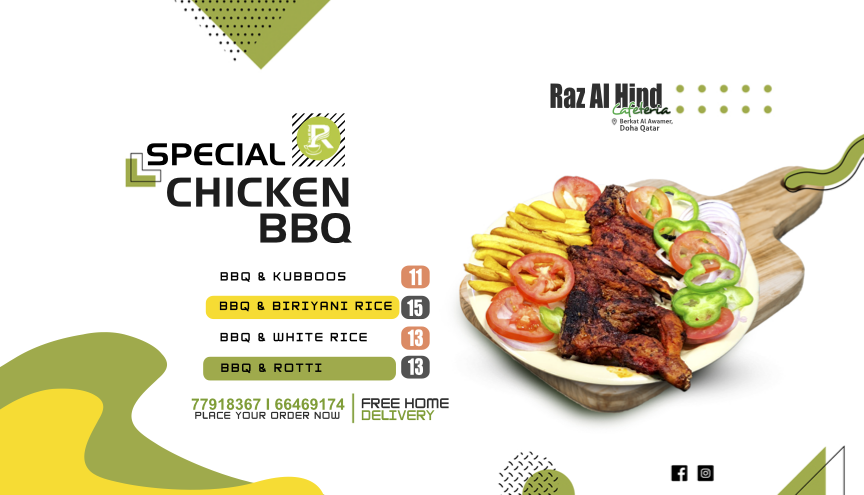 Raz Al Hind
Cafeteria
Berkat Al Awamer,
Doha Qatar
R
SPECIAL
CHICKEN
BBQ
BBQ & KUBBOOS 11
BBQ & BIRIYANI RICE 15
BBQ & WHITE RICE 13
BBQ & ROTTI 13
77918367 I 66469174
PLACE YOUR ORDER NOW
FREE HOME
DELIVERY